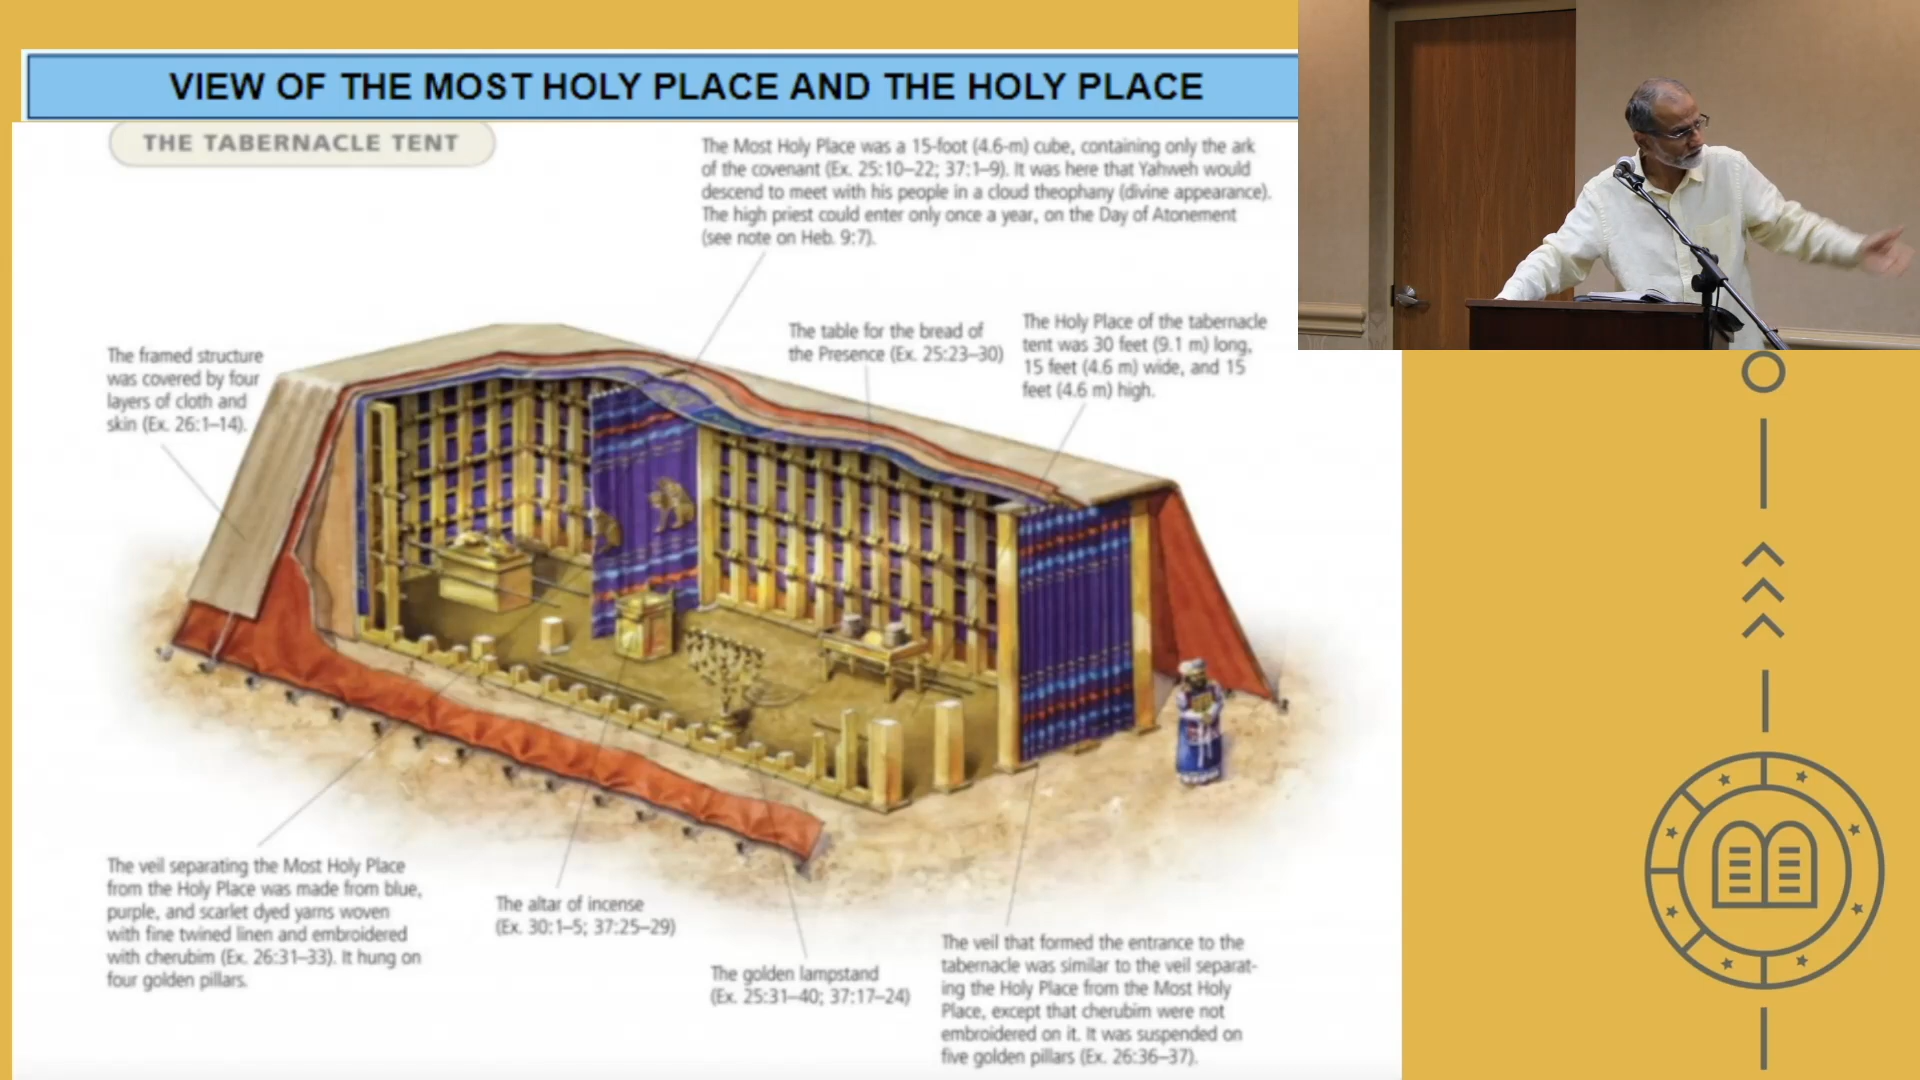 VIEW OF THE MOST HOLY PLACE AND THE HOLY PLACE
THE TABERNACLE TENT
The Most Holy Place was a 15-foot (4.6-m) cube, containing only the ark
of the covenant (Ex. 25:10–22; 37:1–9). It was here that Yahweh would
descend to meet with his people in a cloud theophany (divine appearance).
The high priest could enter only once a year, on the Day of Atonement
(see note on Heb. 9:7).
The framed structure
was covered by four
layers of cloth and
skin (Ex. 26:1–14).
The table for the bread of
the Presence (Ex. 25:23–30)
The Holy Place of the tabernacle
tent was 30 feet (9.1 m) long,
15 feet (4.6 m) wide, and 15
feet (4.6 m) high.
The veil separating the Most Holy Place
from the Holy Place was made from blue,
purple, and scarlet dyed yarns woven
with fine twined linen and embroidered
with cherubim (Ex. 26:31–33). It hung on
four golden pillars.
The altar of incense
(Ex. 30:1–5; 37:25–29)
The golden lampstand
(Ex. 25:31–40; 37:17–24)
The veil that formed the entrance to the
tabernacle was similar to the veil separat-
ing the Holy Place from the Most Holy
Place, except that cherubim were not
embroidered on it. It was suspended on
five golden pillars (Ex. 26:36–37).